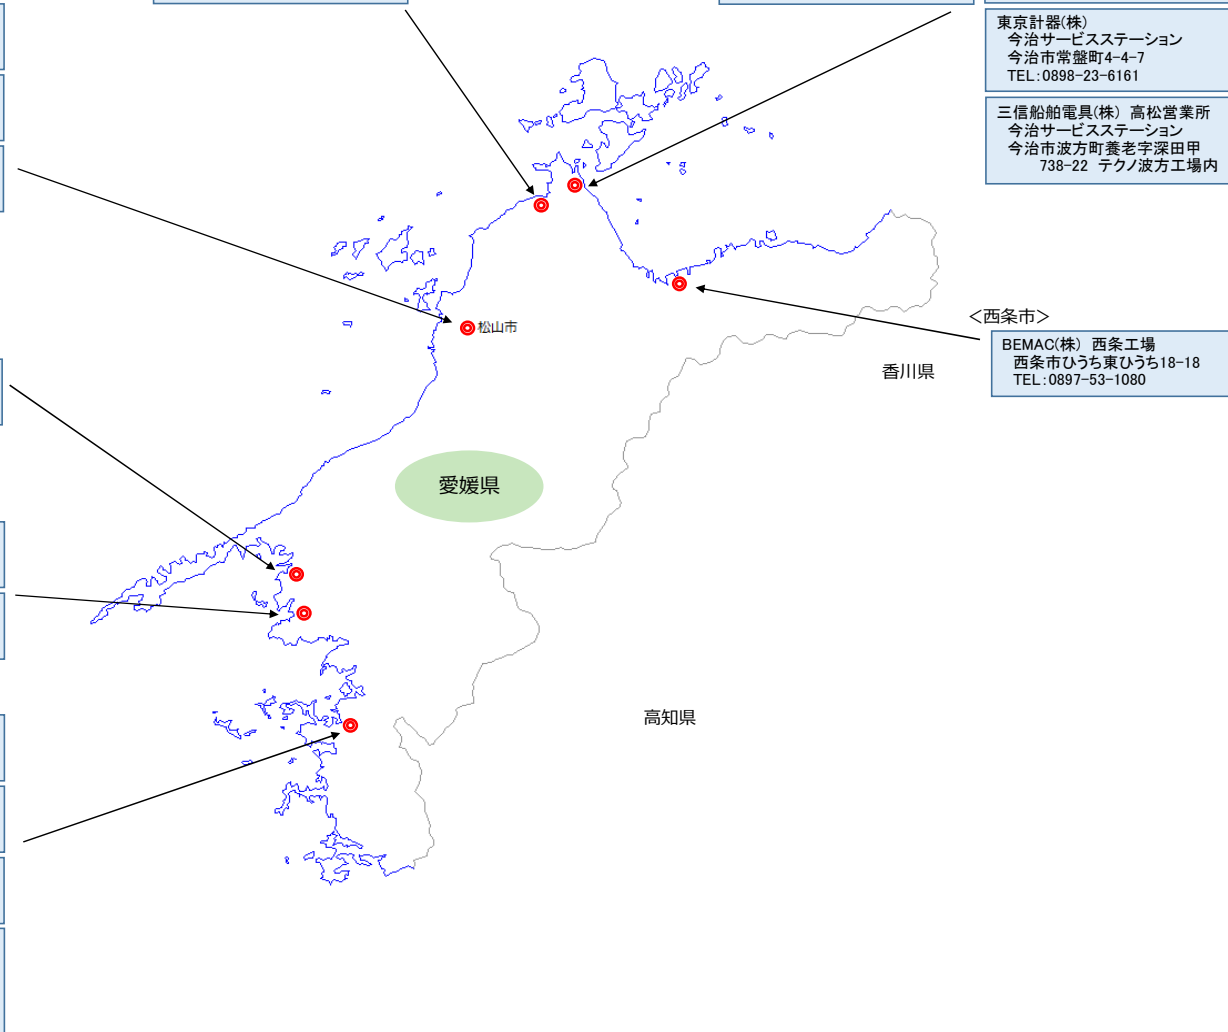 東京計器(株)
今治サービスステーション
今治市常盤町4-4-7
TEL:0898-23-6161
三信船舶電具(株) 高松営業所
今治サービスステーション
今治市波方町養老字深田甲
738-22 テクノ波方工場内
松山市
<西条市>
BEMAC(株) 西条工場
西条市ひうち東ひうち18-18
TEL:0897-53-1080
香川県
愛媛県
高知県